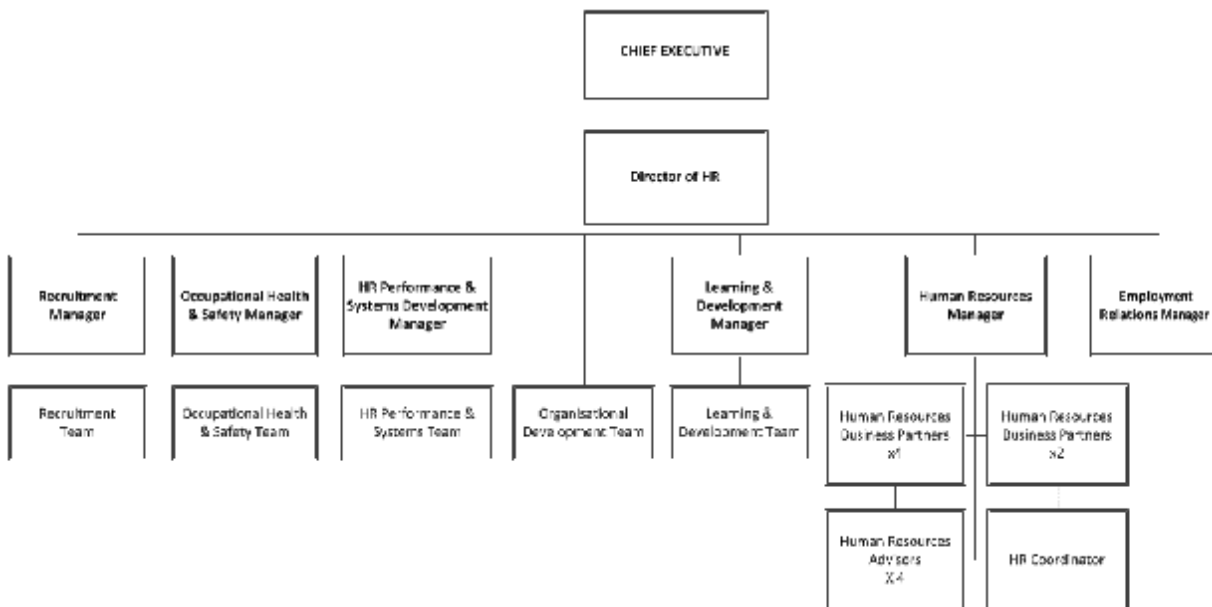 CHIEF EXECUTIVE
Director of HR
Recruitment
Manager
Occupational Health
& Safety Manager
HR Performance &
Systems Development
Manager
Learning &
Development
Manager
Human Resources
Manager
Employment
Relations Manager
Recruitment
Team
Occupational Health
& Safety Team
HR Performance &
Systems Team
Organisational
Development Team
Learning &
Development Team
Human Resources
Business Partners
x4
Human Resources
Business Partners
x2
Human Resources
Advisors
X 4
HR Coordinator